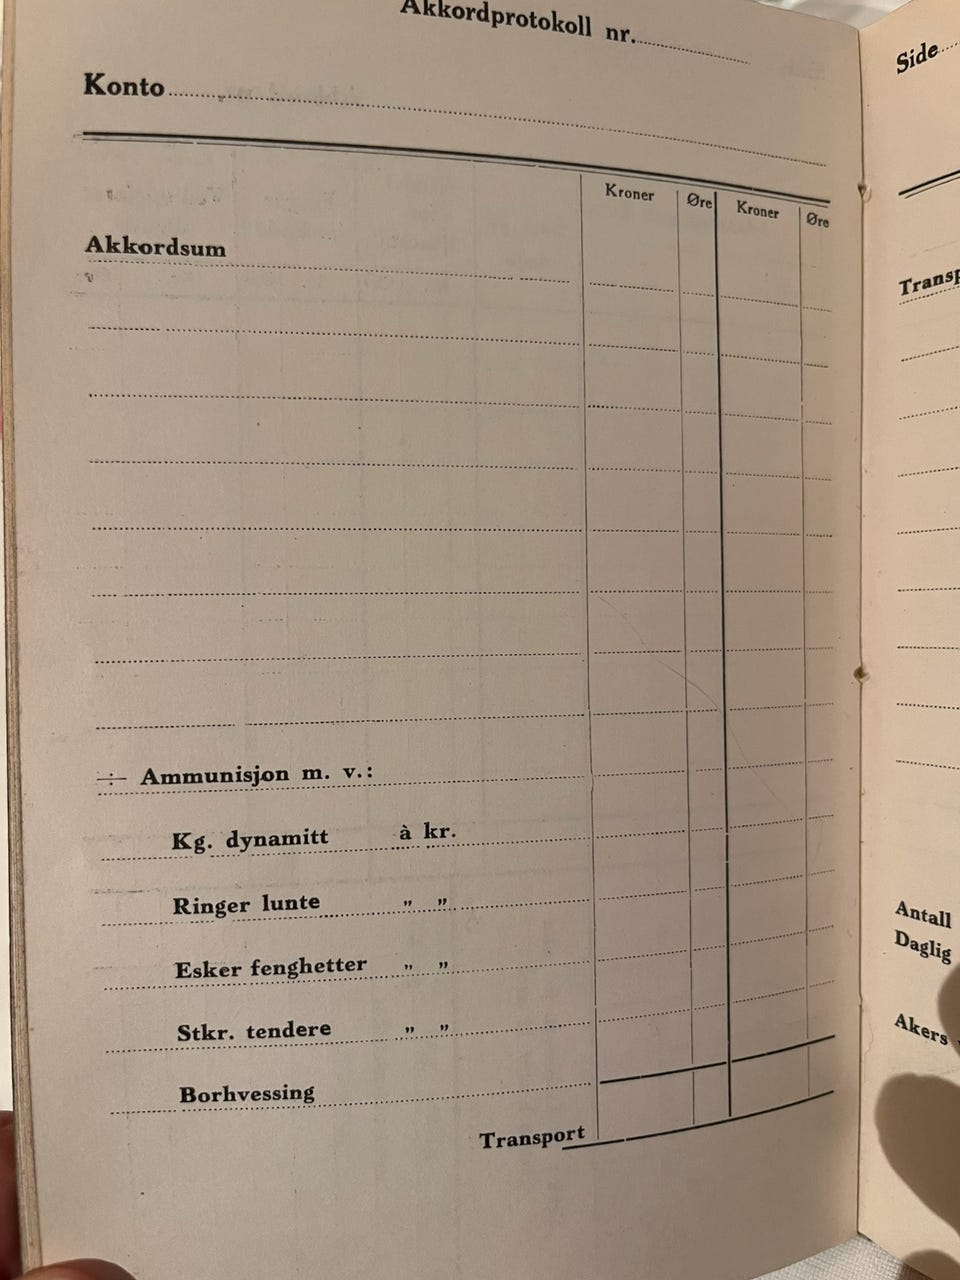 Akkordprotokoll nr.
Konto
Kroner Øre Kroner Øre
Akkordsum
÷ Ammunisjon m. v.:
Kg. dynamitt à kr.
Ringer lunte " "
Esker fenghetter " "
Stkr. tendere " "
Borhvessing
Transport
Side
Transp
Antall
Daglig
Akers